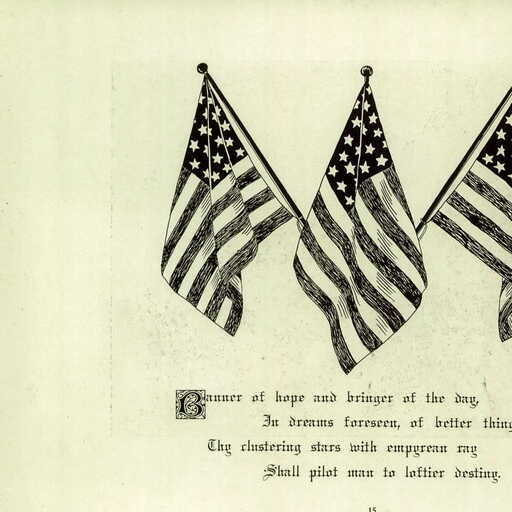 Banner of hope and bringer of the day,
In dreams foreseen, of better thing
Thy clustering stars with empyrean ray
Shall pilot man to loftier destiny.
15